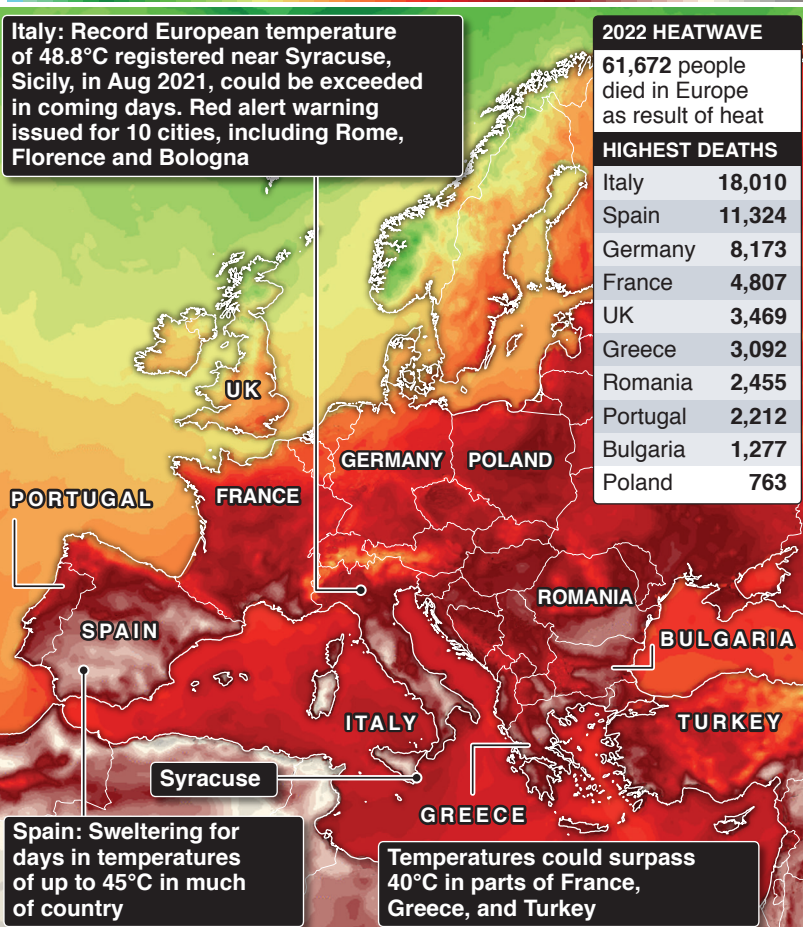 Italy: Record European temperature
of 48.8°C registered near Syracuse,
Sicily, in Aug 2021, could be exceeded
in coming days. Red alert warning
issued for 10 cities, including Rome,
Florence and Bologna
2022 HEATWAVE
61,672 people
died in Europe
as result of heat
HIGHEST DEATHS
Italy 18,010
Spain 11,324
Germany 8,173
France 4,807
UK 3,469
Greece 3,092
Romania 2,455
Portugal 2,212
Bulgaria 1,277
Poland 763
UK
GERMANY
POLAND
FRANCE
PORTUGAL
ROMANIA
SPAIN
BULGARIA
ITALY
TURKEY
Syracuse
GREECE
Spain: Sweltering for
days in temperatures
of up to 45°C in much
of country
Temperatures could surpass
40°C in parts of France,
Greece, and Turkey